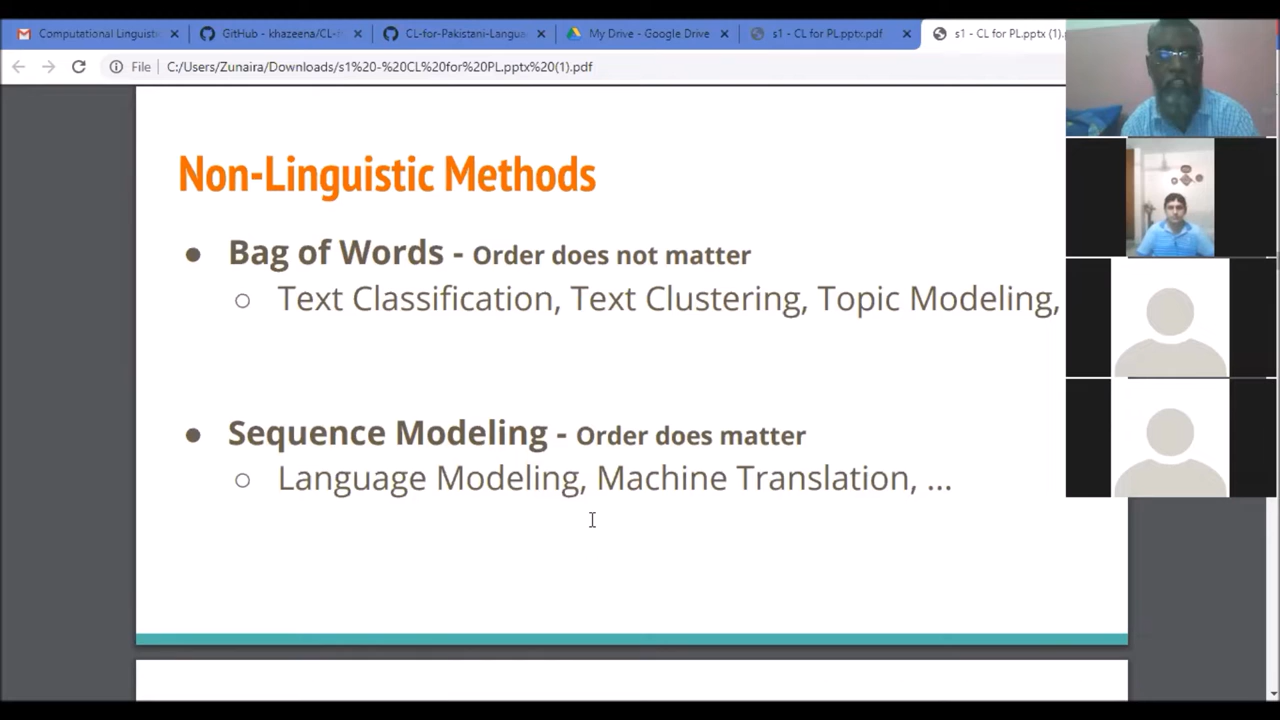 Computational Linguistic
GitHub - khazeena/CL-f
CL-for-Pakistani-Langua
My Drive - Google Drive
s1 - CL for PL.pptx.pdf
s1 - CL for PL.pptx (1).p
File
C:/Users/Zunaira/Downloads/s1%20-%20CL%20for%20PL.pptx%20(1).pdf
Non-Linguistic Methods
● Bag of Words - Order does not matter
○ Text Classification, Text Clustering, Topic Modeling,
● Sequence Modeling - Order does matter
○ Language Modeling, Machine Translation, ...